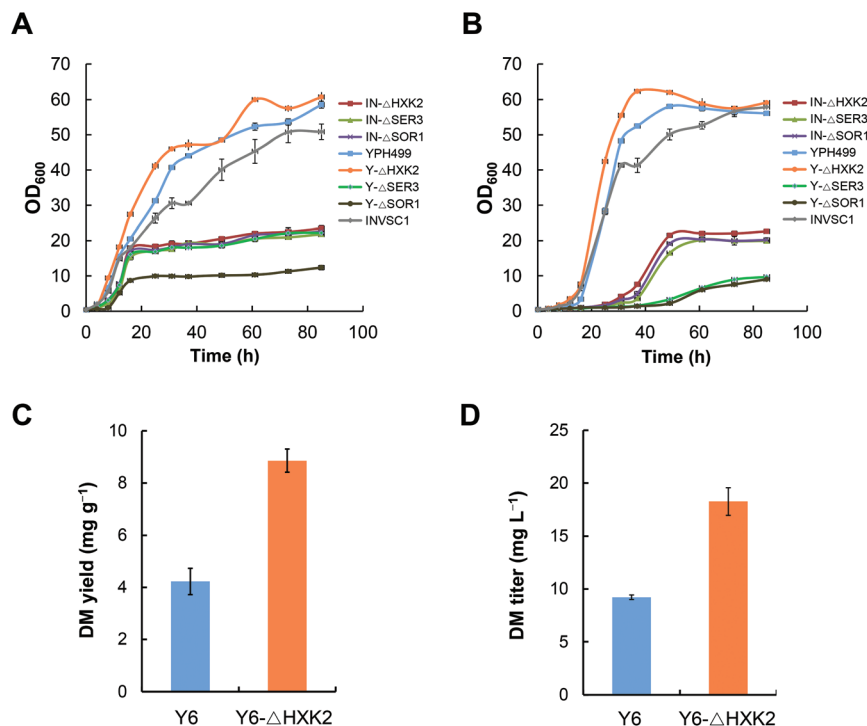 A
OD600
70
60
50
40
30
20
10
0
0 20 40 60 80 100
Time (h)
IN-△HXK2
IN-△SER3
IN-△SOR1
YPH499
Y-△HXK2
Y-△SER3
Y-△SOR1
INVSC1
B
OD600
70
60
50
40
30
20
10
0
0 20 40 60 80 100
Time (h)
IN-△HXK2
IN-△SER3
IN-△SOR1
YPH499
Y-△HXK2
Y-△SER3
Y-△SOR1
INVSC1
C
DM yield (mg g⁻¹)
10
8
6
4
2
0
Y6 Y6-△HXK2
D
DM titer (mg L⁻¹)
25
20
15
10
5
0
Y6 Y6-△HXK2